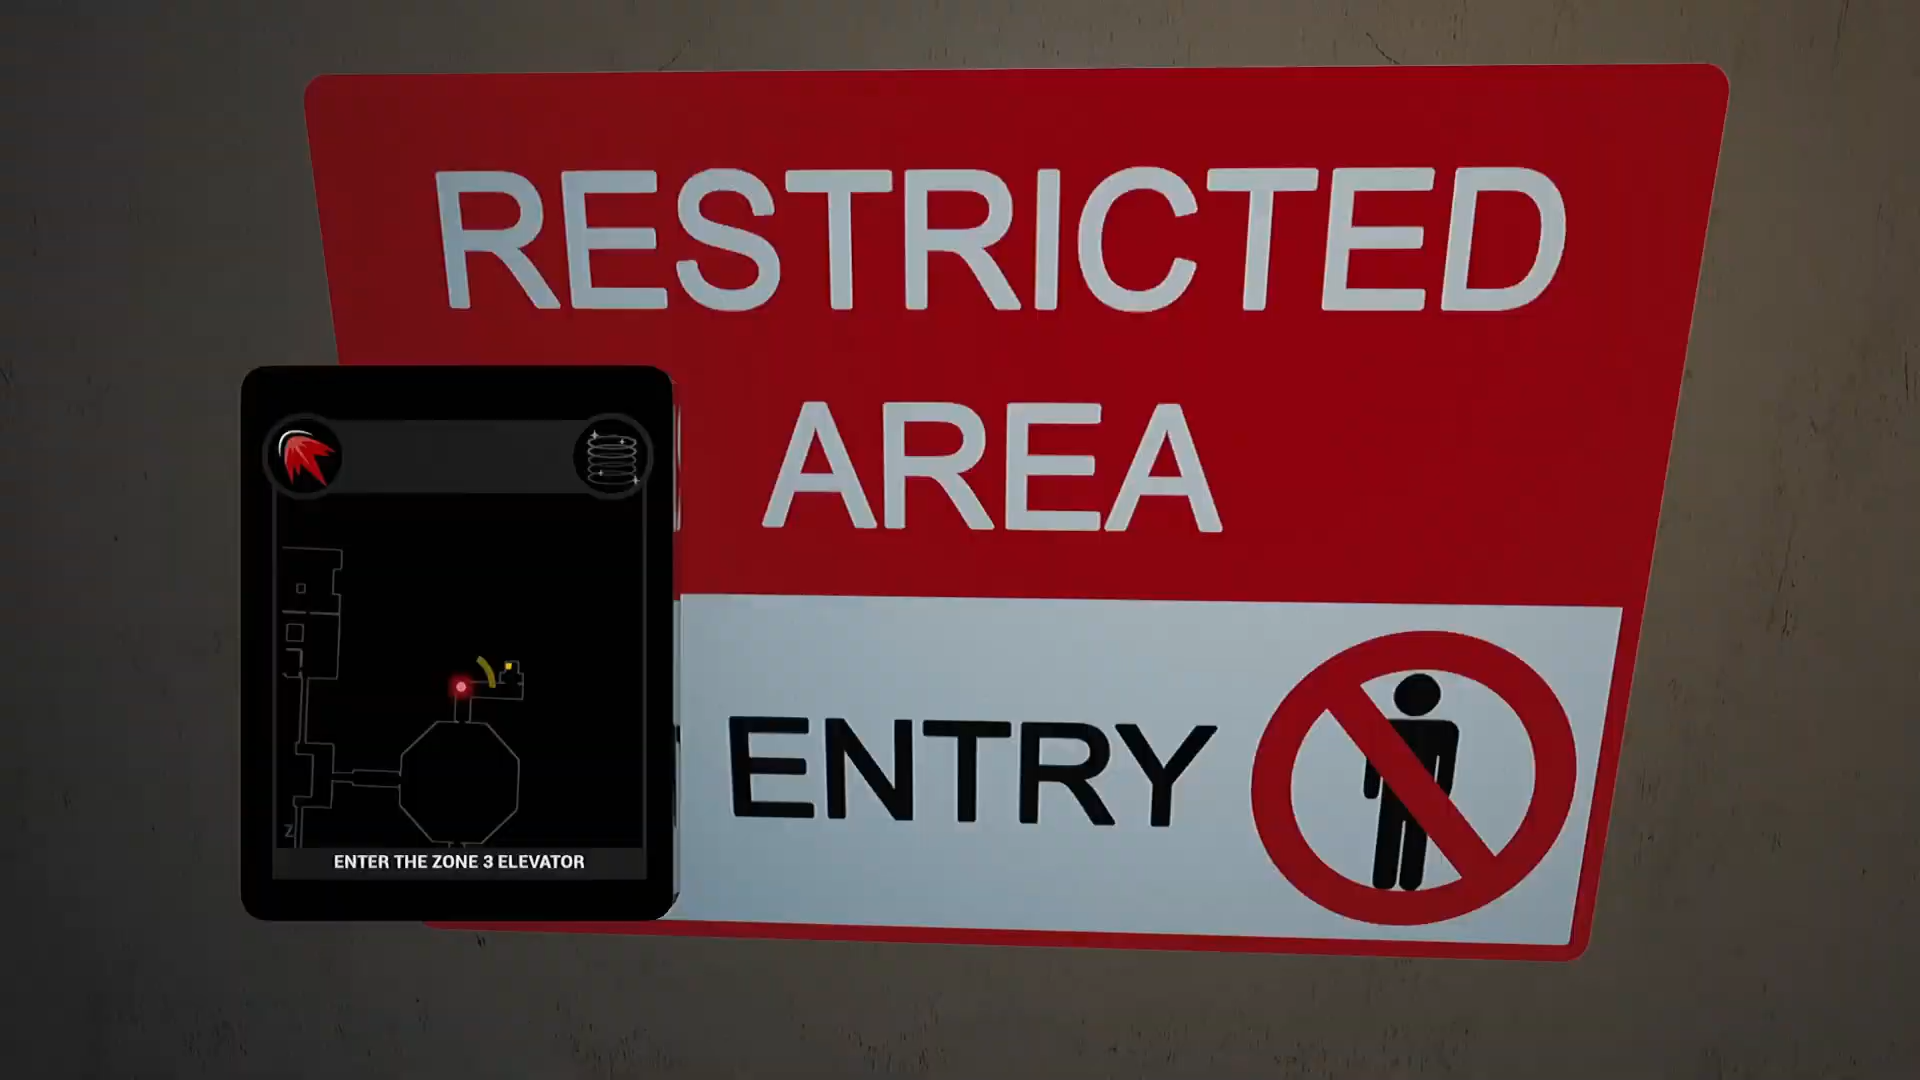 RESTRICTED
AREA
ENTRY
ENTER THE ZONE 3 ELEVATOR